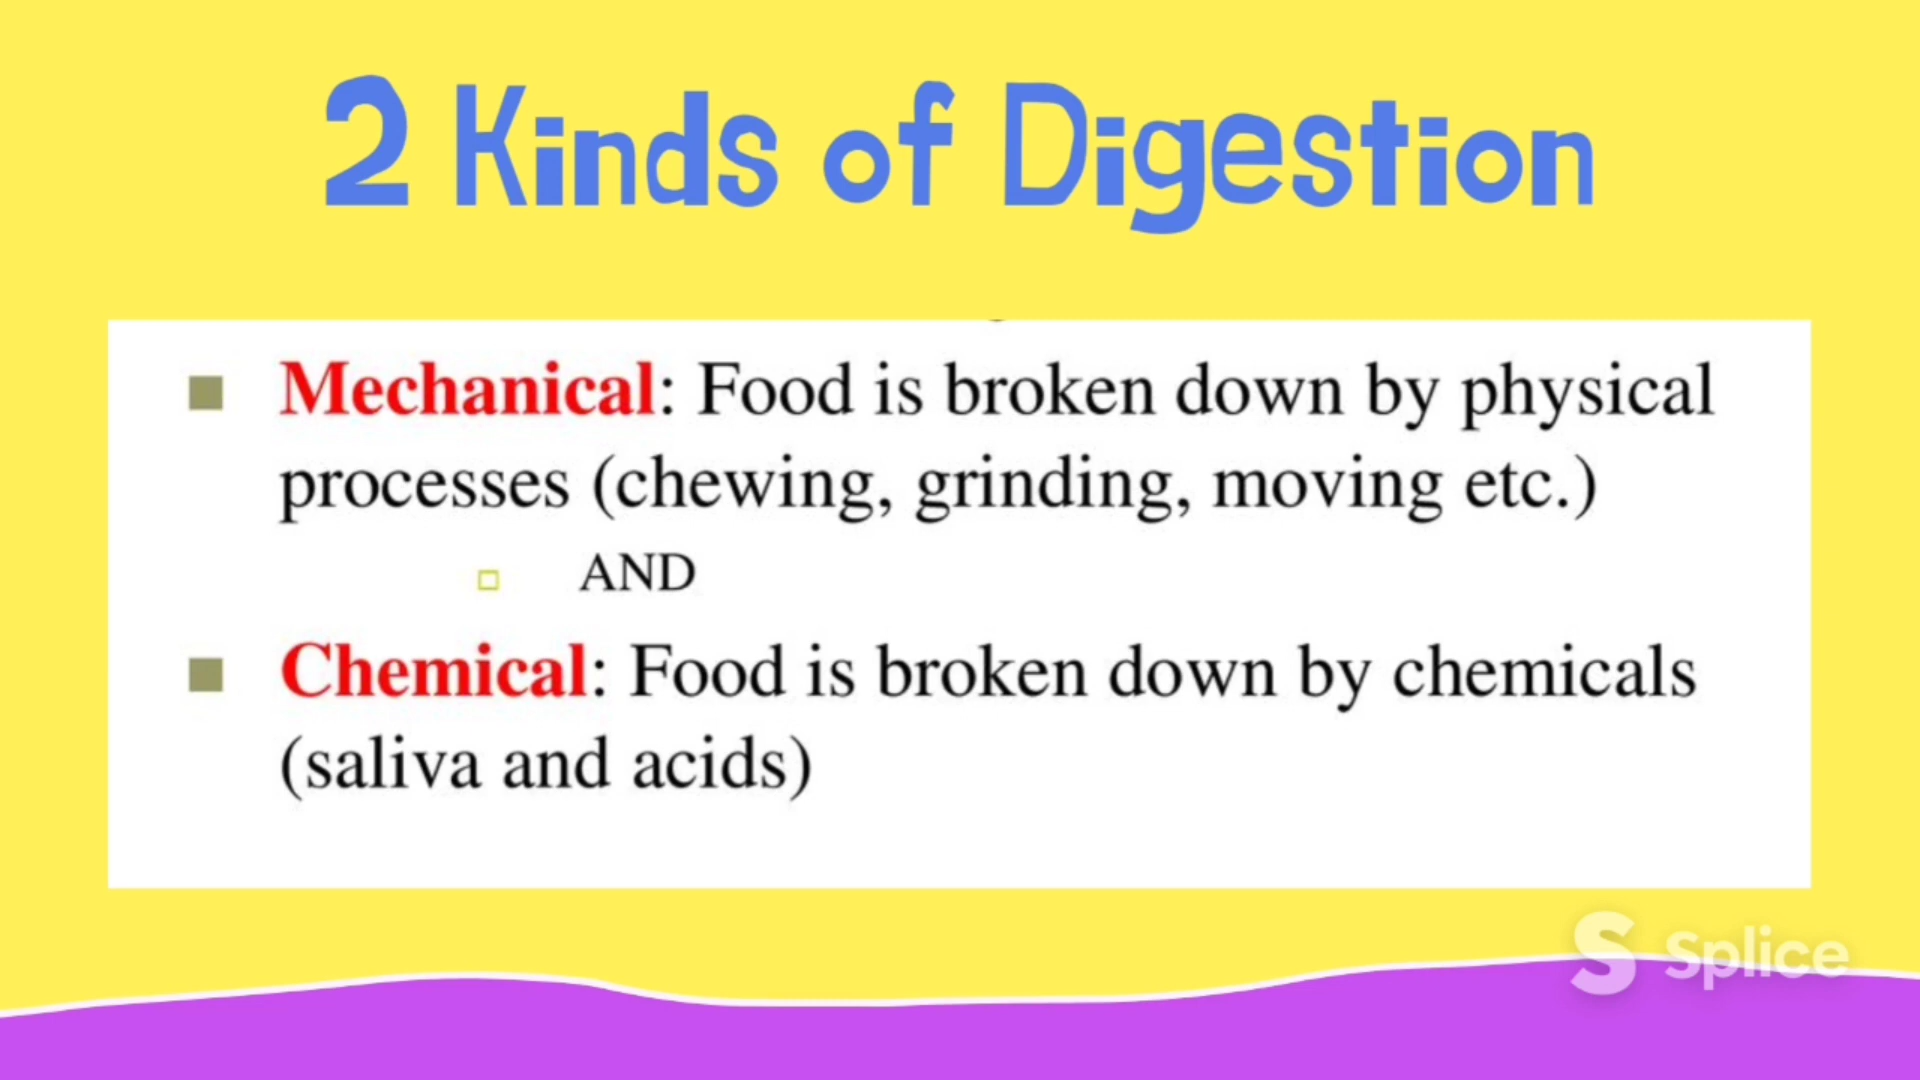 2 Kinds of Digestion
Mechanical: Food is broken down by physical
processes (chewing, grinding, moving etc.)
AND
Chemical: Food is broken down by chemicals
(saliva and acids)
S Splice